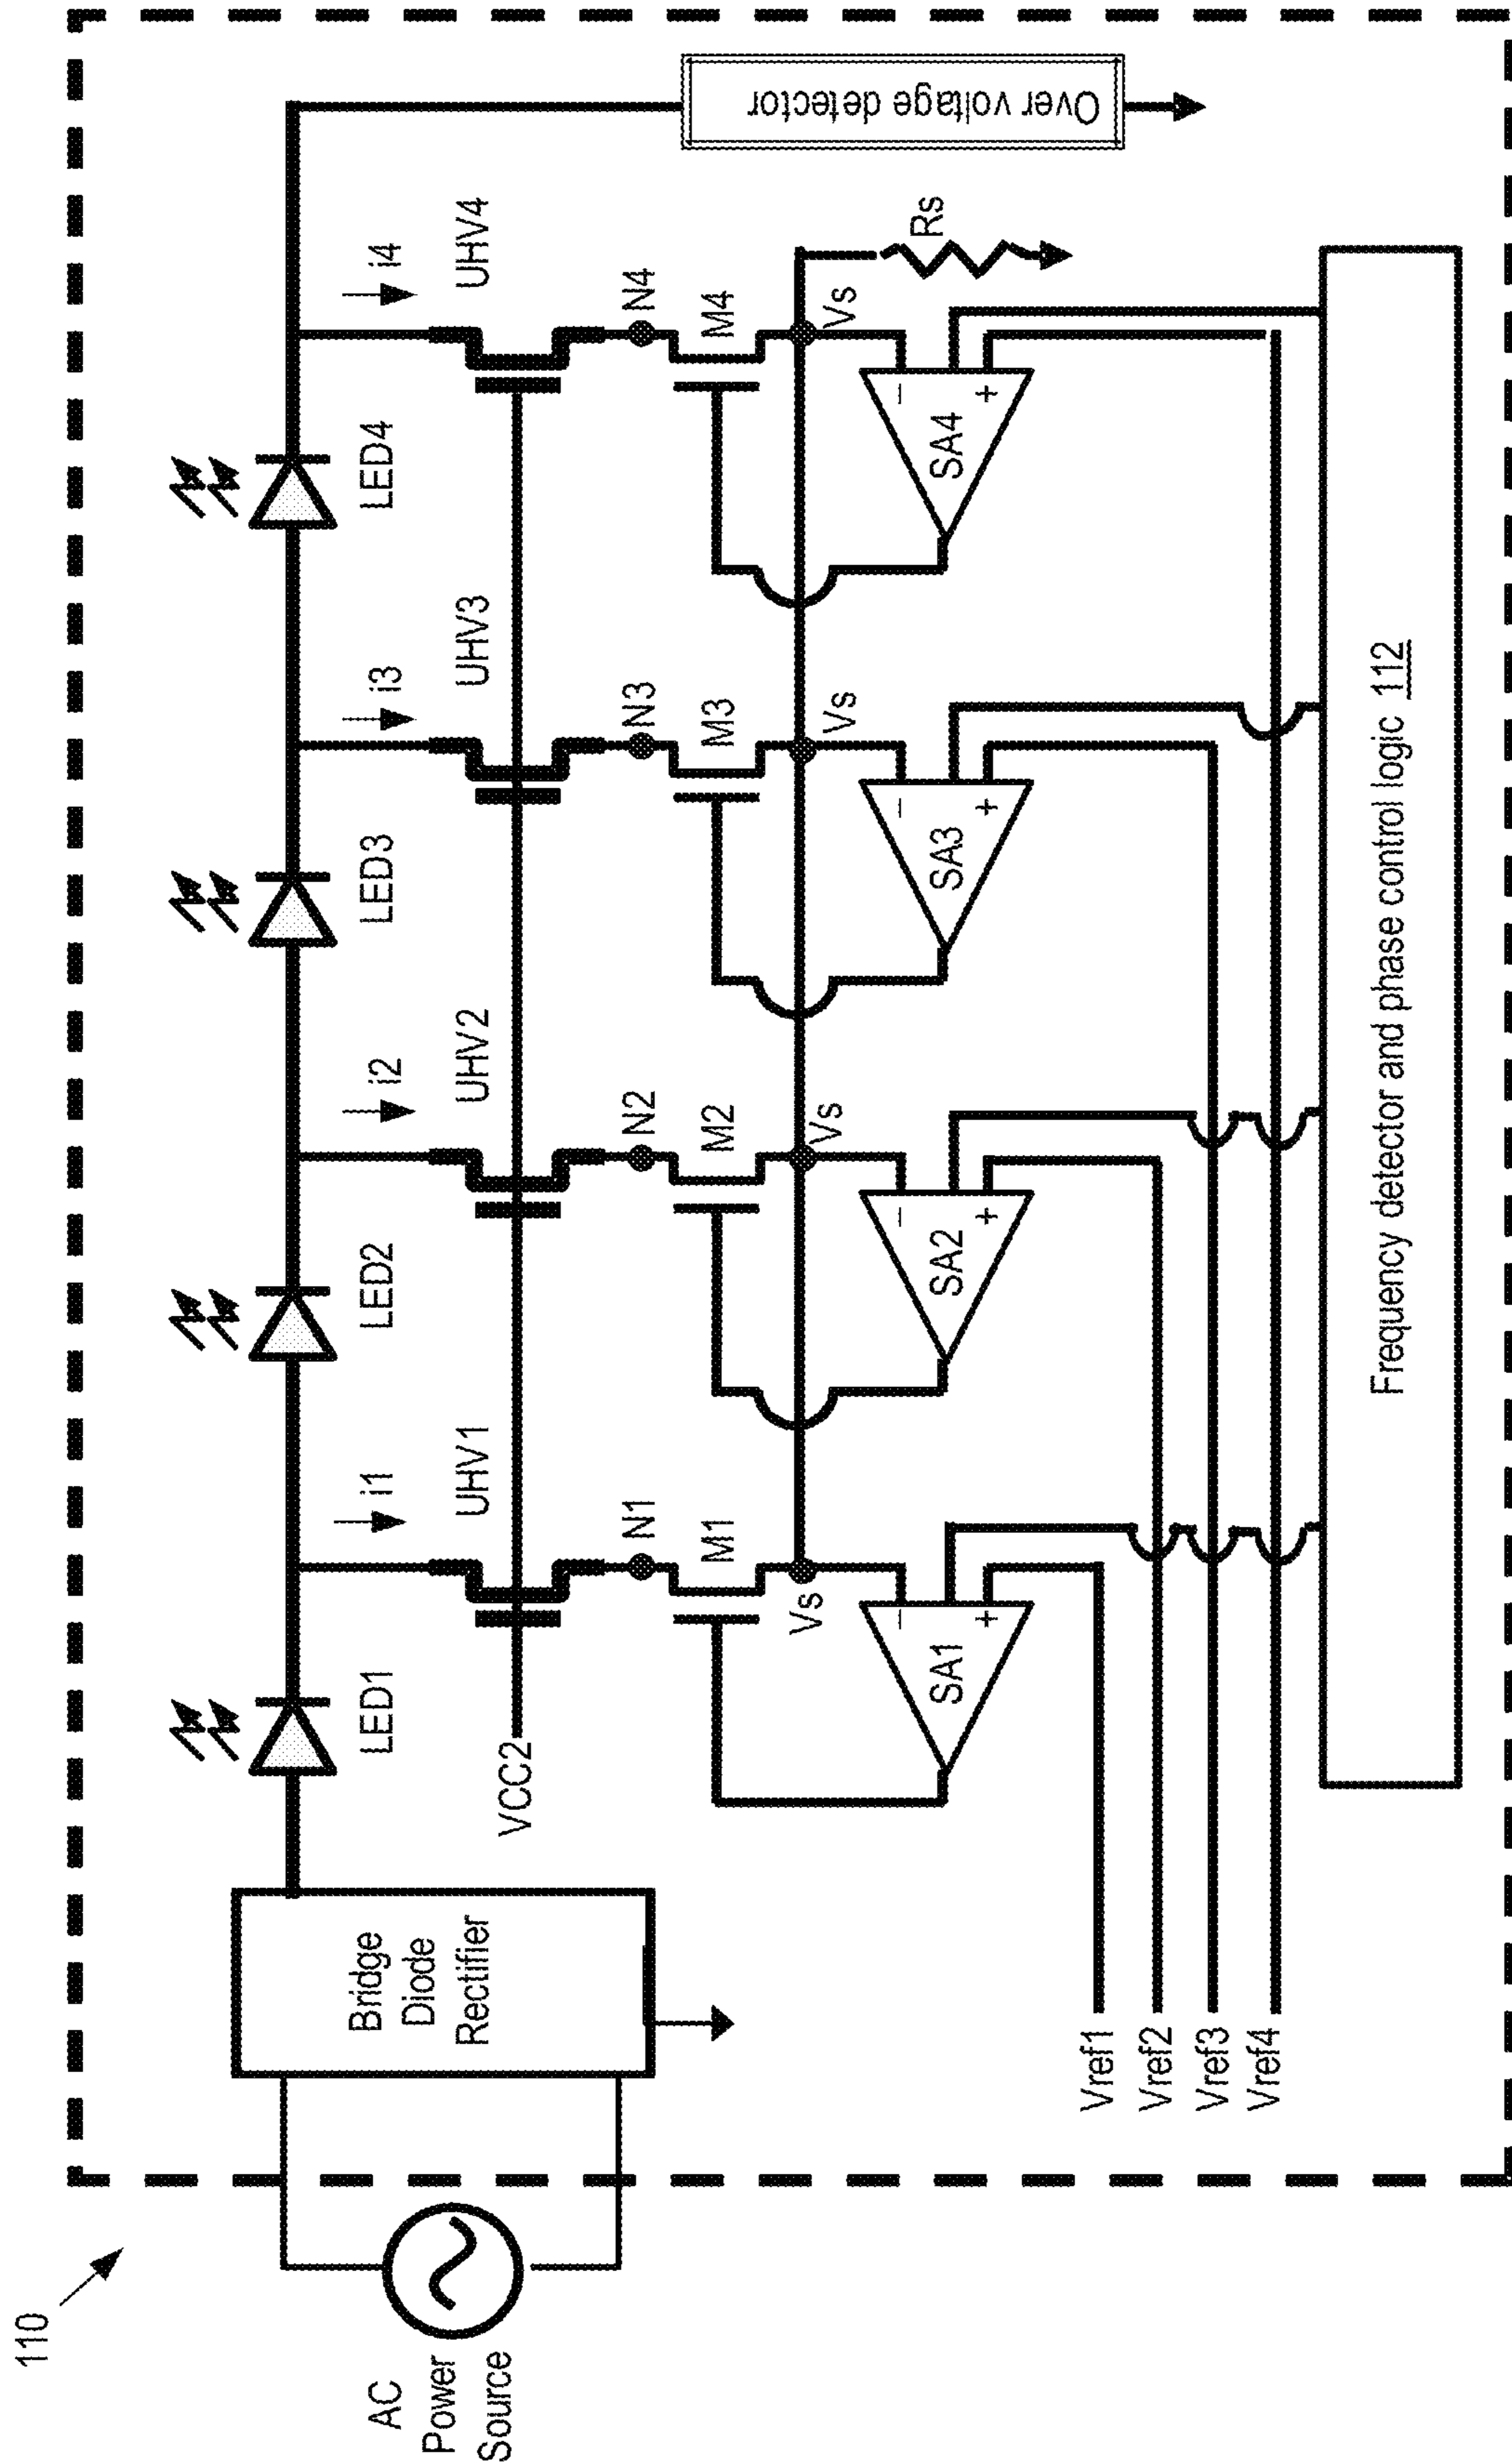 110
AC
Power
Source
Bridge
Diode
Rectifier
LED1
LED2
LED3
LED4
i1
i2
i3
i4
UHV1
UHV2
UHV3
UHV4
VCC2
N1
N2
N3
N4
M1
M2
M3
M4
Vs
Vs
Vs
Vs
Rs
Over voltage detector
SA1
SA2
SA3
SA4
−
+
−
+
−
+
−
+
Vref1
Vref2
Vref3
Vref4
Frequency detector and phase control logic 112